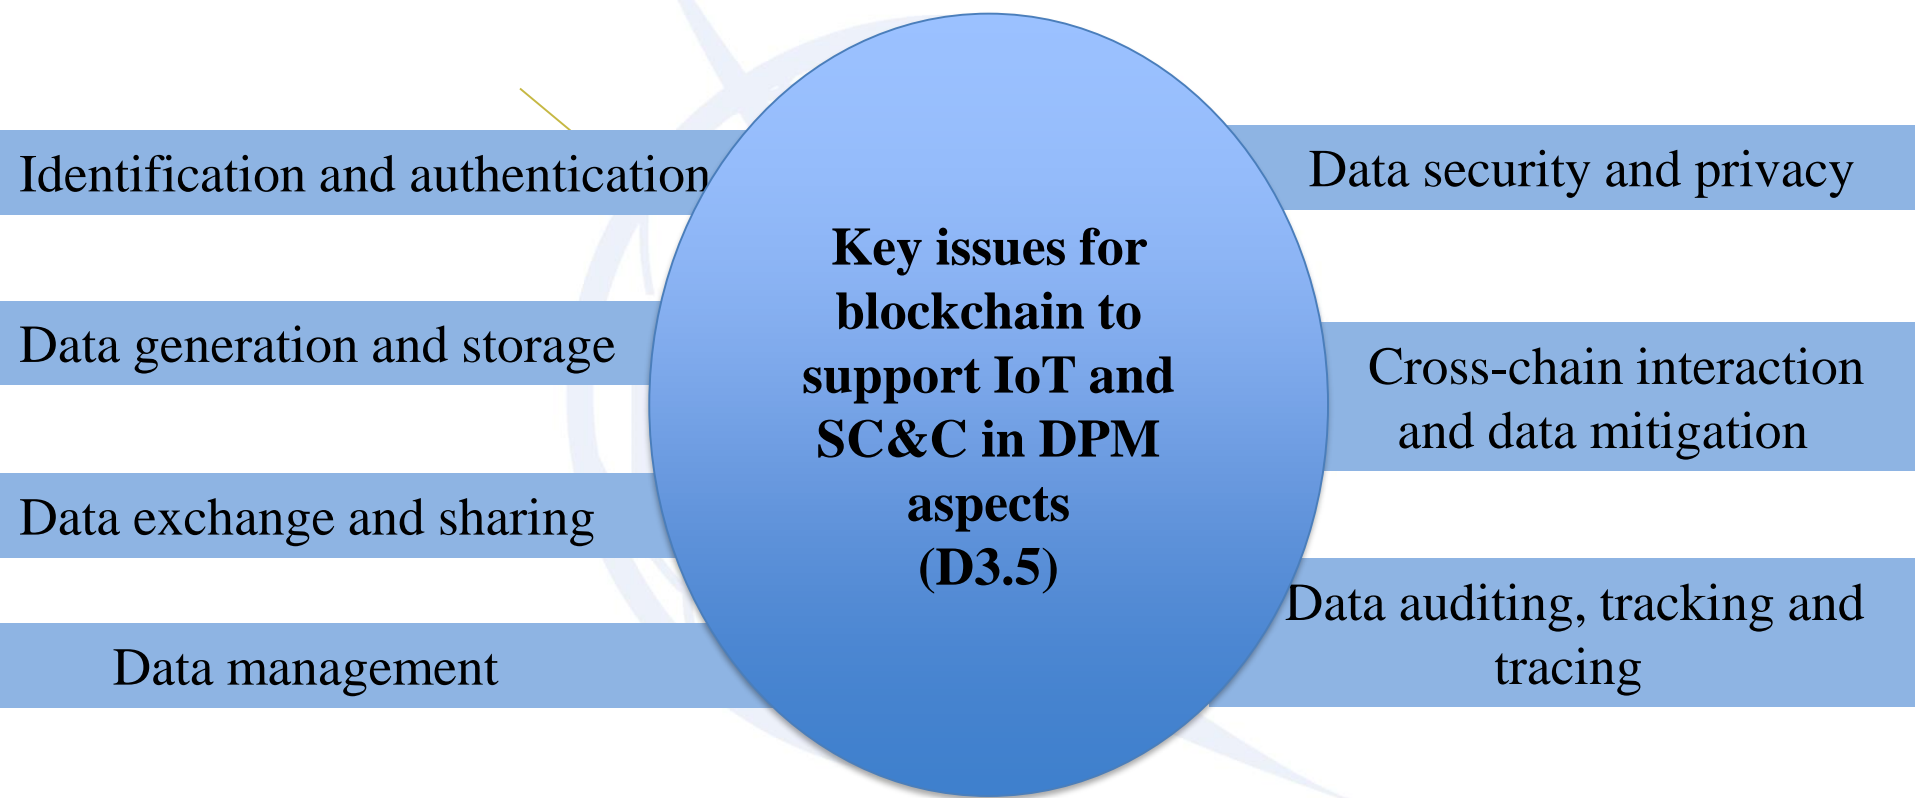 Identification and authentication
Data generation and storage
Data exchange and sharing
Data management
Key issues for
blockchain to
support IoT and
SC&C in DPM
aspects
(D3.5)
Data security and privacy
Cross-chain interaction
and data mitigation
Data auditing, tracking and
tracing